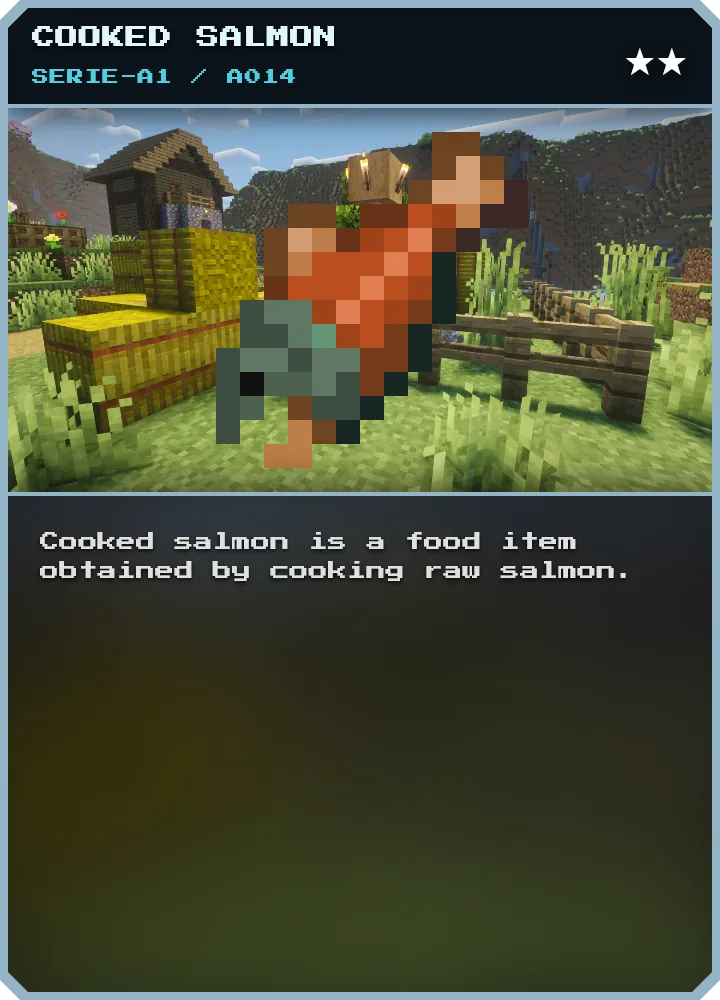 COOKED SALMON
SERIE-A1 / A014
Cooked salmon is a food item
obtained by cooking raw salmon.